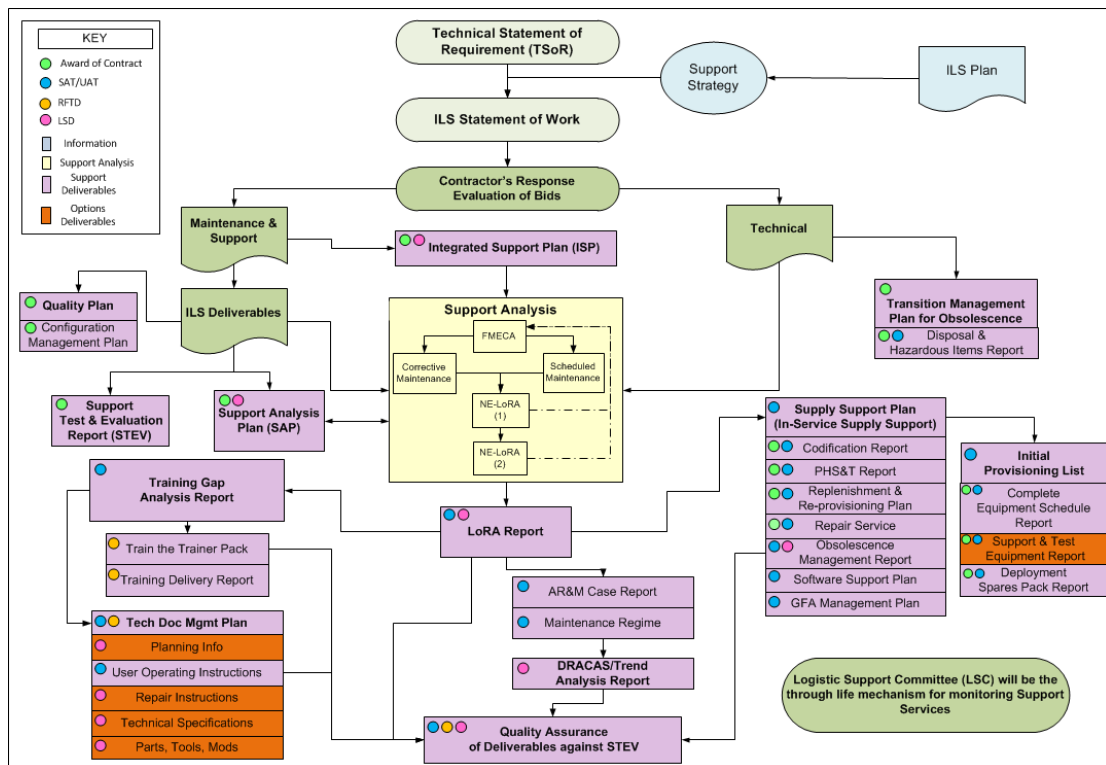 KEY
Award of Contract
SAT/UAT
RFTD
LSD
Information
Support Analysis
Support
Deliverables
Options
Deliverables
Technical Statement of
Requirement (TSoR)
Support
Strategy
ILS Plan
ILS Statement of Work
Contractor's Response
Evaluation of Bids
Maintenance &
Support
Integrated Support Plan (ISP)
Technical
Quality Plan
Configuration
Management Plan
ILS Deliverables
Transition Management
Plan for Obsolescence
Disposal &
Hazardous Items Report
Support Analysis
FMECA
Corrective
Maintenance
Scheduled
Maintenance
NE-LoRA
(1)
NE-LoRA
(2)
Support
Test & Evaluation
Report (STEV)
Support Analysis
Plan (SAP)
Supply Support Plan
(In-Service Supply Support)
Codification Report
PHS&T Report
Replenishment &
Re-provisioning Plan
Repair Service
Obsolescence
Management Report
Software Support Plan
GFA Management Plan
Initial
Provisioning List
Complete
Equipment Schedule
Report
Support & Test
Equipment Report
Deployment
Spares Pack Report
Training Gap
Analysis Report
Train the Trainer Pack
Training Delivery Report
LoRA Report
AR&M Case Report
Maintenance Regime
DRACAS/Trend
Analysis Report
Tech Doc Mgmt Plan
Planning Info
User Operating Instructions
Repair Instructions
Technical Specifications
Parts, Tools, Mods
Quality Assurance
of Deliverables against STEV
Logistic Support Committee (LSC) will be the
through life mechanism for monitoring Support
Services